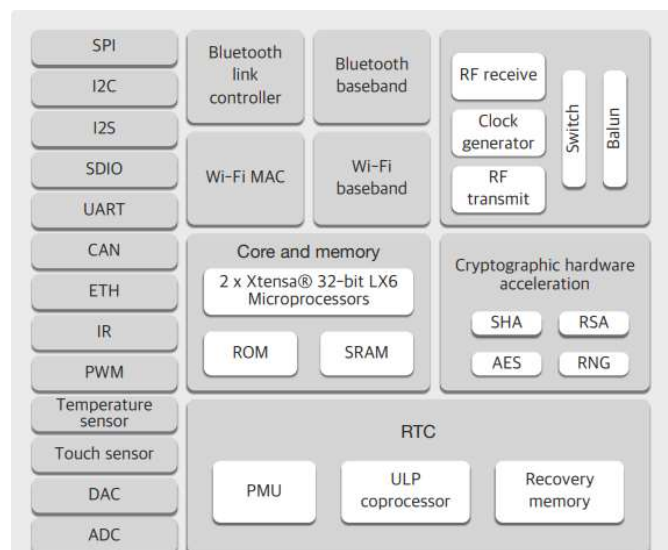 SPI
I2C
I2S
SDIO
UART
CAN
ETH
IR
PWM
Temperature
sensor
Touch sensor
DAC
ADC
Bluetooth
link
controller
Bluetooth
baseband
Wi-Fi MAC
Wi-Fi
baseband
RF receive
Clock
generator
RF
transmit
Switch
Balun
Core and memory
2 x Xtensa® 32-bit LX6
Microprocessors
ROM
SRAM
Cryptographic hardware
acceleration
SHA
RSA
AES
RNG
RTC
PMU
ULP
coprocessor
Recovery
memory